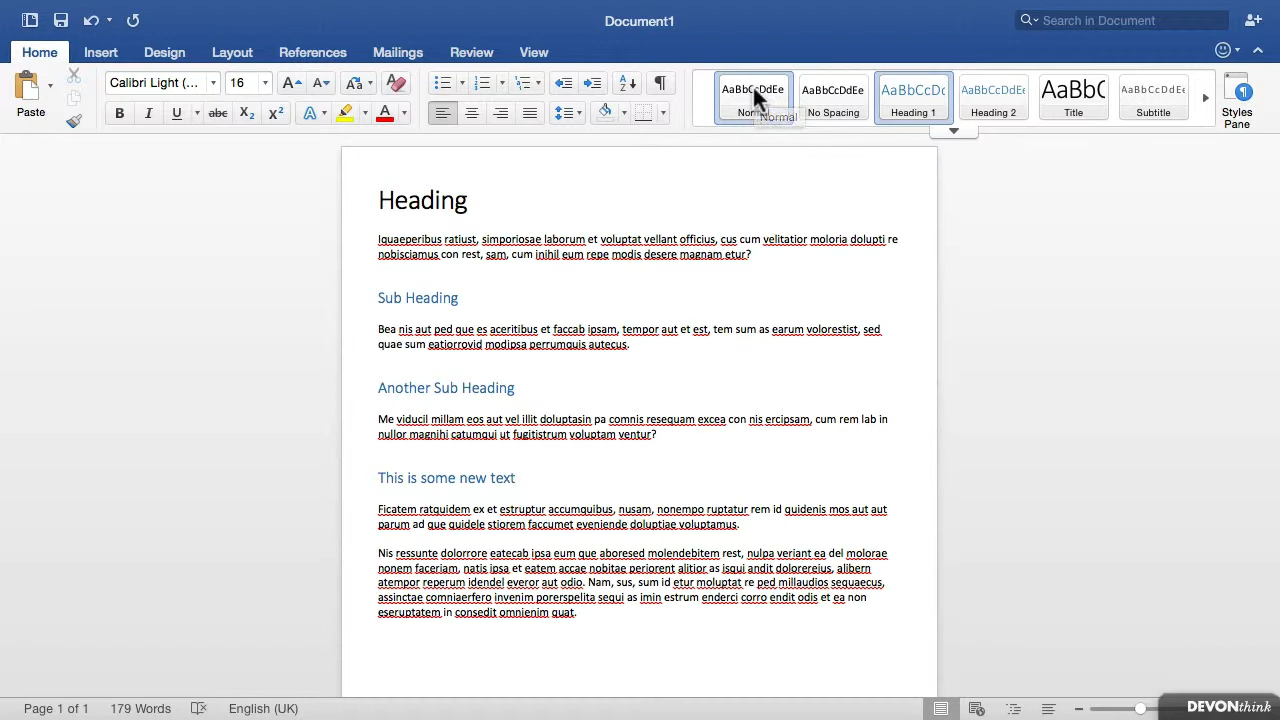 Document1
Search in Document
Home Insert Design Layout References Mailings Review View
Paste
Calibri Light (... 16
AaBbCcDdEe AaBbCcDdEe AaBbCcDc AaBbCcDdEe AaBbC AaBbCcDdEe
Normal No Spacing Heading 1 Heading 2 Title Subtitle
Normal
Styles
Pane
Heading
Iquaeperibus ratiust, simporiosae laborum et voluptat vellant officius, cus cum velitatior moloria dolupti re
nobisciamus con rest, sam, cum inihil eum repe modis desere magnam etur?
Sub Heading
Bea nis aut ped que es aceritibus et faccab ipsam, tempor aut et est, tem sum as earum volorestist, sed
quae sum eatiorrovid modipsa perrumquis autecus.
Another Sub Heading
Me viducil millam eos aut vel illit doluptasin pa comnis resequam excea con nis ercipsam, cum rem lab in
nullor magnihi catumqui ut fugitistrum voluptam ventur?
This is some new text
Ficatem ratquidem ex et estruptur accumquibus, nusam, nonempo ruptatur rem id quidenis mos aut aut
parum ad que quidele stiorem faccumet eveniende doluptiae voluptamus.
Nis ressunte dolorrore eatecab ipsa eum que aboresed molendebitem rest, nulpa veriant ea del molorae
nonem faceriam, natis ipsa et eatem accae nobitae periorent alitior as isqui andit dolorereius, alibern
atempor reperum idendel everor aut odio. Nam, sus, sum id etur moluptat re ped millaudios sequaecus,
assinctae comniaerfero invenim porerspelita sequi as imin estrum enderci corro endit odis et ea non
eseruptatem in consedit omnienim quat.
Page 1 of 1 179 Words English (UK)
DEVONthink